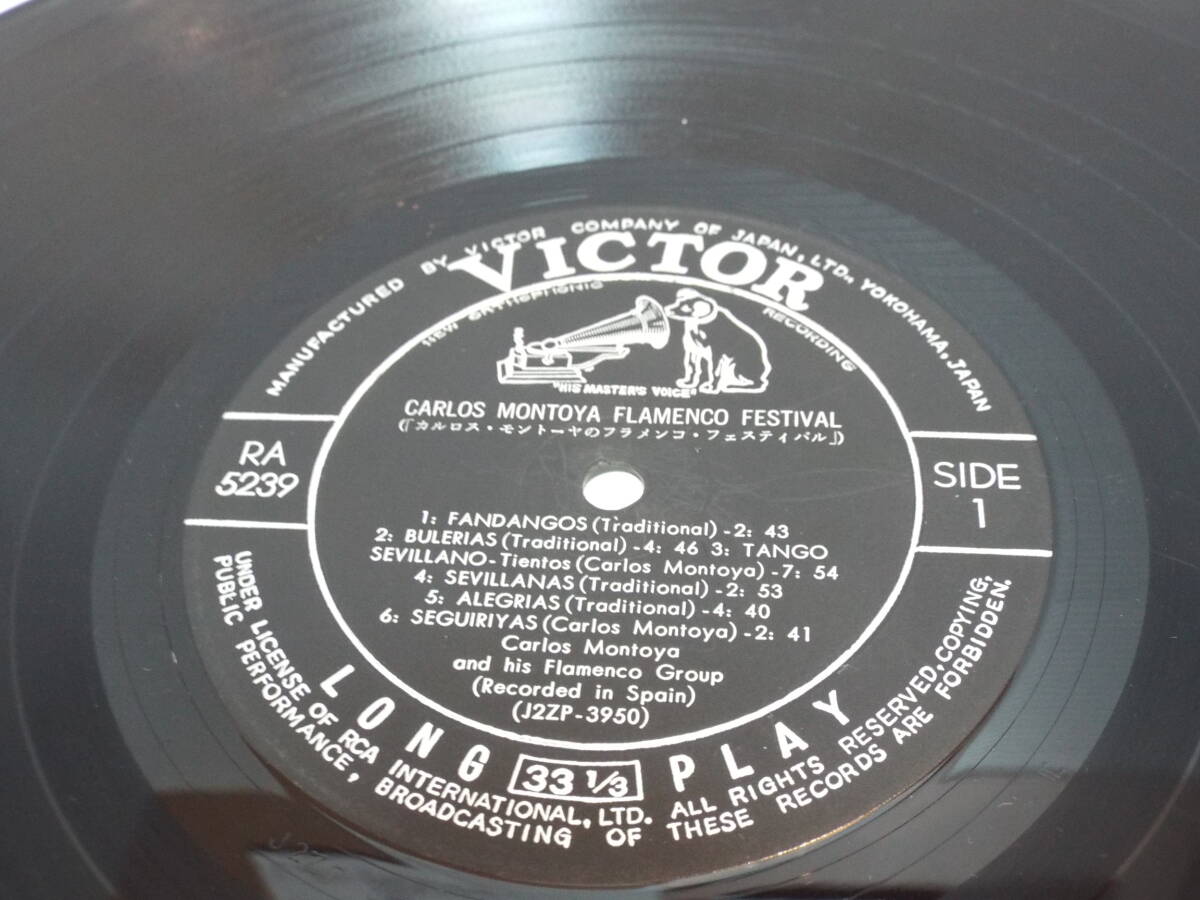 MANUFACTURED BY VICTOR COMPANY OF JAPAN, LTD., YOKOHAMA, JAPAN
VICTOR
NEW ORTHOPHONIC RECORDING
"HIS MASTER'S VOICE"
CARLOS MONTOYA FLAMENCO FESTIVAL
(『カルロス・モントーヤのフラメンコ・フェスティバル』)
RA
5239
SIDE
1
1: FANDANGOS (Traditional) - 2: 43
2: BULERIAS (Traditional) - 4: 46 3: TANGO
SEVILLANO - Tientos (Carlos Montoya) - 7: 54
4: SEVILLANAS (Traditional) - 2: 53
5: ALEGRIAS (Traditional) - 4: 40
6: SEGUIRIYAS (Carlos Montoya) - 2: 41
Carlos Montoya
and his Flamenco Group
(Recorded in Spain)
(J2ZP-3950)
LONG 33 1/3 PLAY
UNDER LICENSE OF RCA INTERNATIONAL, LTD. ALL RIGHTS RESERVED, COPYING,
PUBLIC PERFORMANCE, BROADCASTING OF THESE RECORDS ARE FORBIDDEN.